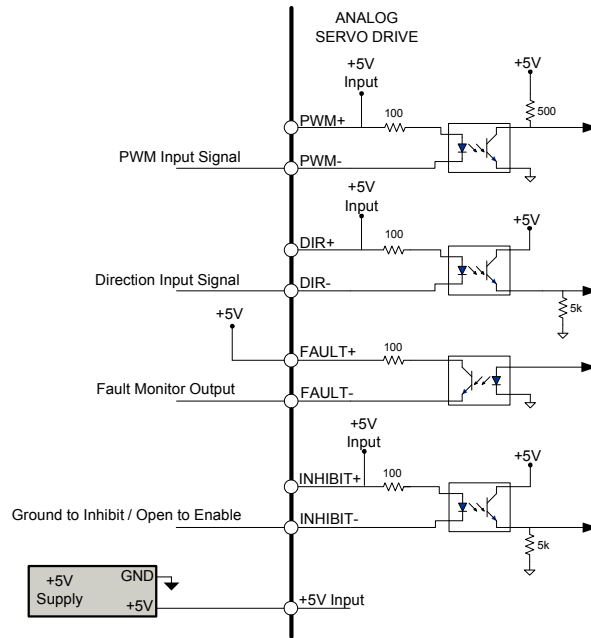 ANALOG
SERVO DRIVE
+5V
Input
+5V
PWM+
100
500
PWM Input Signal
PWM-
+5V
Input
+5V
DIR+
100
Direction Input Signal
DIR-
5k
+5V
FAULT+
100
Fault Monitor Output
FAULT-
+5V
Input
+5V
INHIBIT+
100
Ground to Inhibit / Open to Enable
INHIBIT-
5k
+5V
Supply
GND
+5V
+5V Input